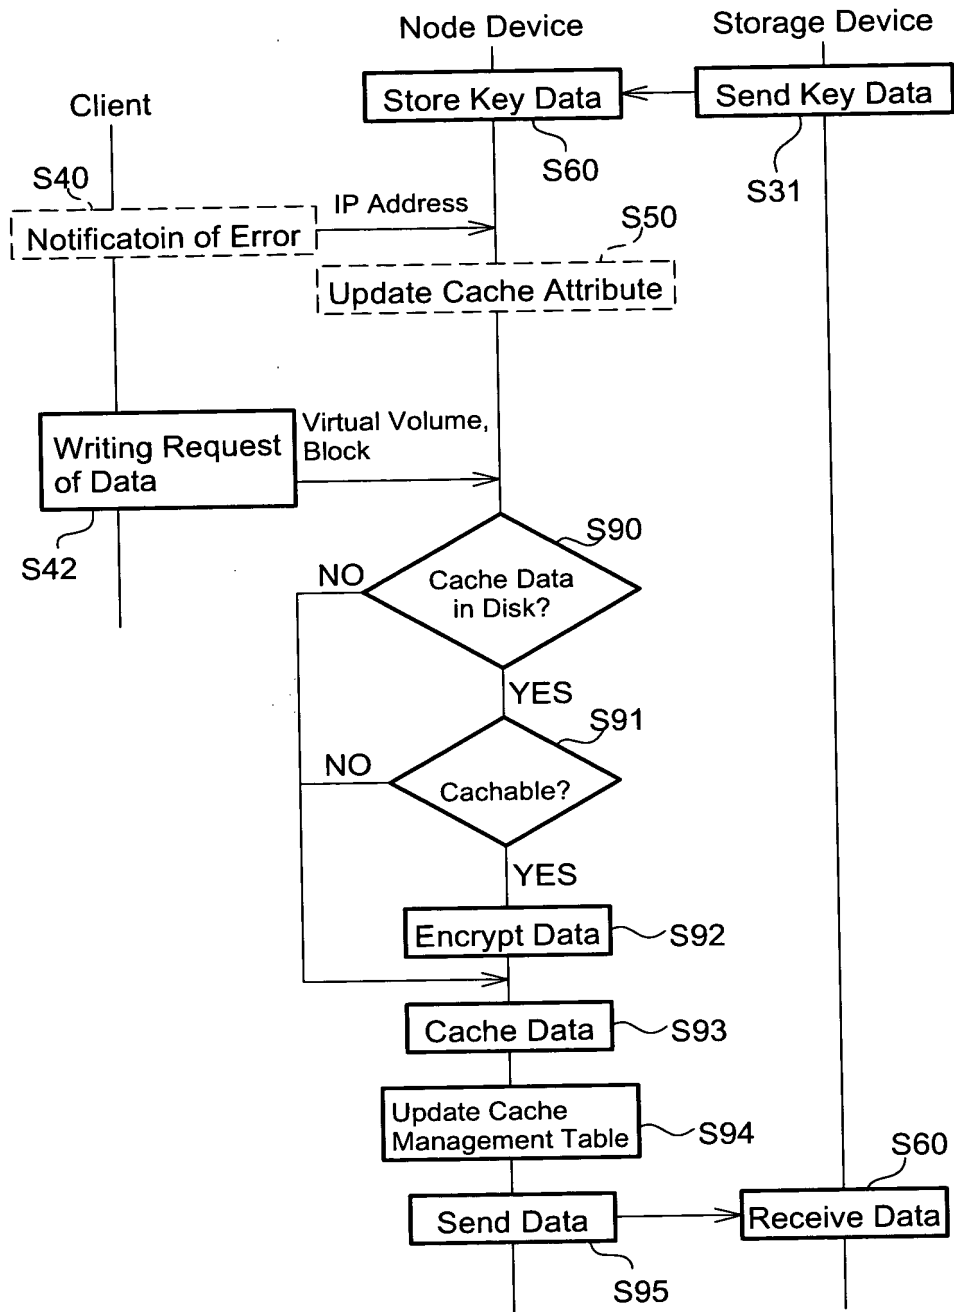 Node Device
Storage Device
Store Key Data
Send Key Data
Client
S60
S31
S40
IP Address
S50
Notificatoin of Error
Update Cache Attribute
Virtual Volume,
Block
Writing Request
of Data
S42
S90
NO
Cache Data
in Disk?
YES
S91
NO
Cachable?
YES
Encrypt Data
S92
Cache Data
S93
Update Cache
Management Table
S94
S60
Send Data
Receive Data
S95